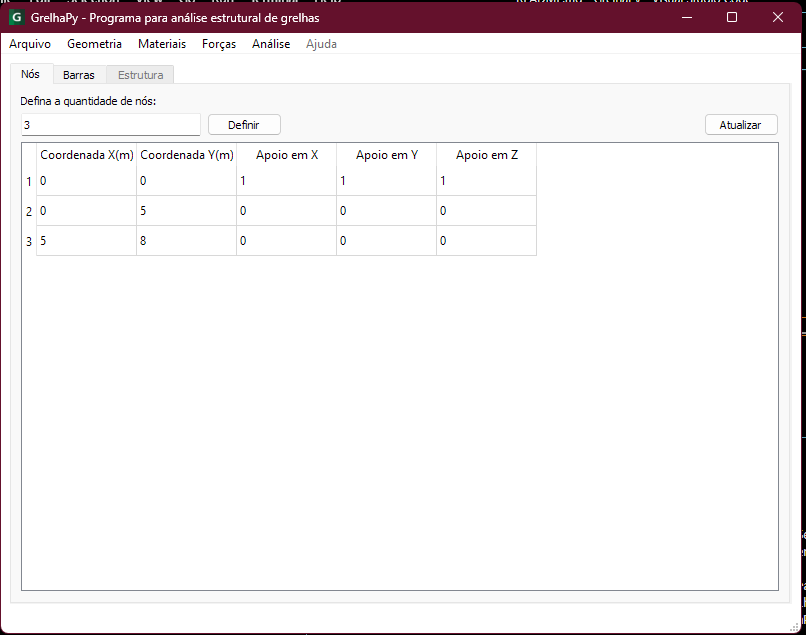 G GrelhaPy - Programa para análise estrutural de grelhas
Arquivo Geometria Materiais Forças Análise Ajuda
Nós Barras Estrutura
Defina a quantidade de nós:
3 Definir Atualizar
Coordenada X(m) Coordenada Y(m) Apoio em X Apoio em Y Apoio em Z
1 0 0 1 1 1
2 0 5 0 0 0
3 5 8 0 0 0